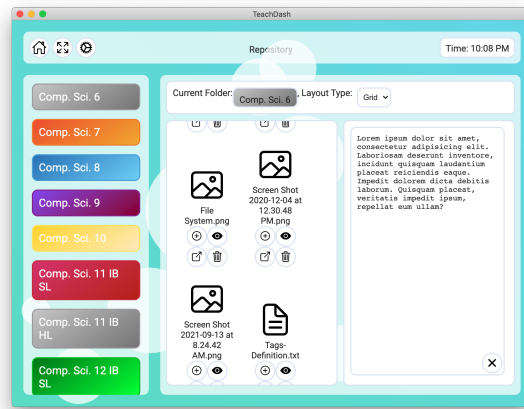 TeachDash
Repository
Time: 10:08 PM
Comp. Sci. 6
Comp. Sci. 7
Comp. Sci. 8
Comp. Sci. 9
Comp. Sci. 10
Comp. Sci. 11 IB
SL
Comp. Sci. 11 IB
HL
Comp. Sci. 12 IB
SL
Current Folder: Comp. Sci. 6 , Layout Type: Grid
File
System.png
Screen Shot
2020-12-04 at
12.30.48
PM.png
Screen Shot
2021-09-13 at
8.24.42
AM.png
Tags-
Definition.txt
Lorem ipsum dolor sit amet,
consectetur adipisicing elit.
Laboriosam deserunt inventore,
incidunt quisquam laudantium
placeat reiciendis eaque.
Impedit dolorem dicta debitis
laborum. Quisquam placeat,
veritatis impedit ipsum,
repellat eum ullam?